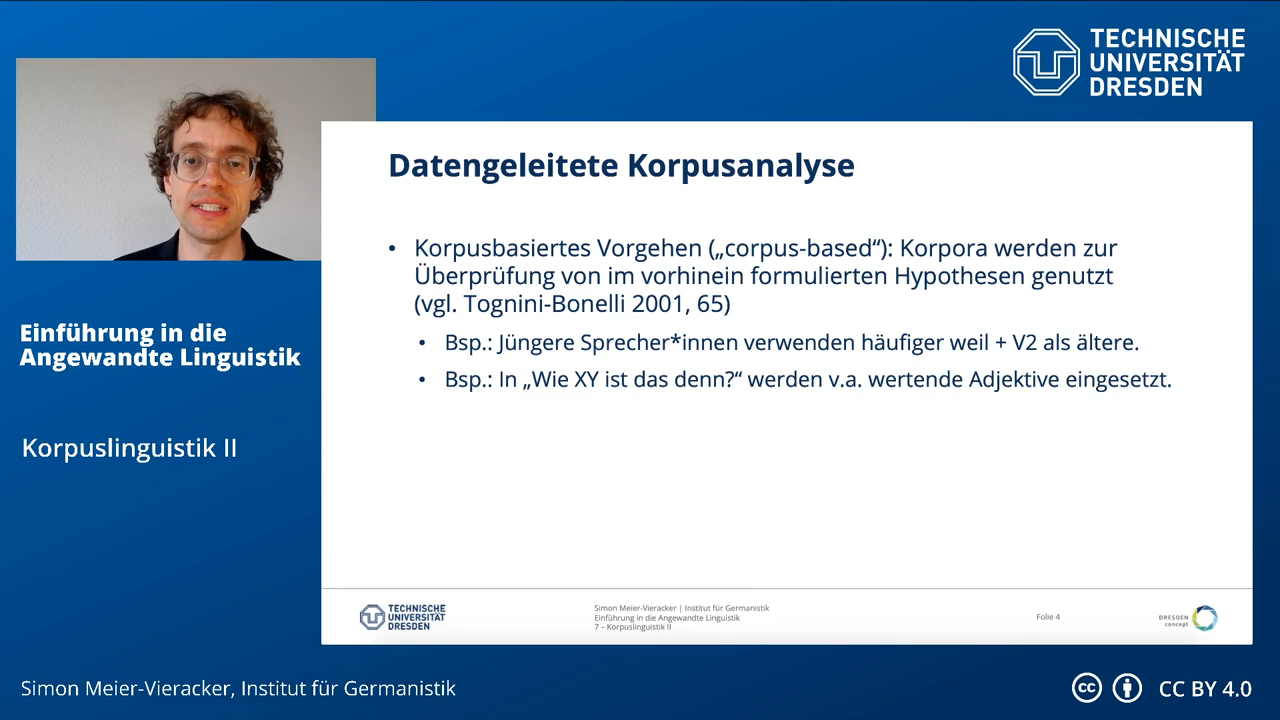 TECHNISCHE
UNIVERSITÄT
DRESDEN
Datengeleitete Korpusanalyse
• Korpusbasiertes Vorgehen („corpus-based“): Korpora werden zur
Überprüfung von im vorhinein formulierten Hypothesen genutzt
(vgl. Tognini-Bonelli 2001, 65)
• Bsp.: Jüngere Sprecher*innen verwenden häufiger weil + V2 als ältere.
• Bsp.: In „Wie XY ist das denn?“ werden v.a. wertende Adjektive eingesetzt.
Einführung in die
Angewandte Linguistik
Korpuslinguistik II
TECHNISCHE
UNIVERSITÄT
DRESDEN
Simon Meier-Vieracker | Institut für Germanistik
Einführung in die Angewandte Linguistik
7 – Korpuslinguistik II
Folie 4
DRESDEN
concept
Simon Meier-Vieracker, Institut für Germanistik
cc
CC BY 4.0